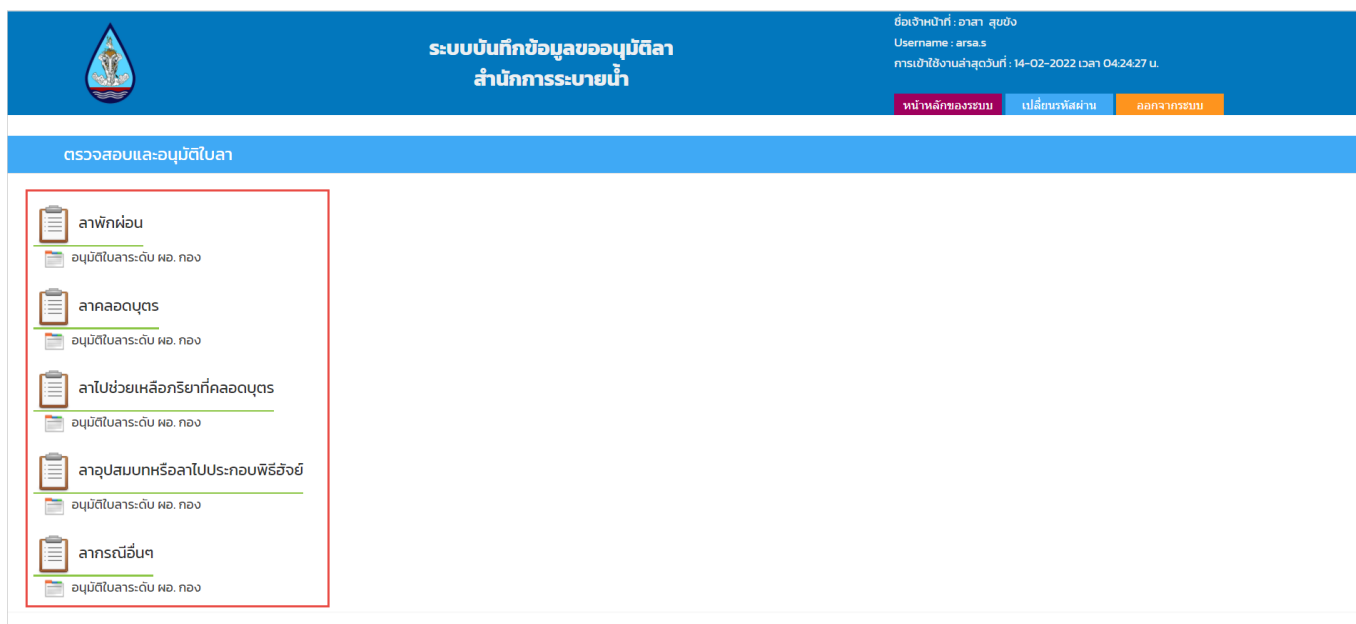 ระบบบันทึกข้อมูลขออนุมัติลา
สำนักการระบายน้ำ
ชื่อเจ้าหน้าที่ : อาสา สุขขัง
Username : arsa.s
การเข้าใช้งานล่าสุดวันที่ : 14-02-2022 เวลา 04:24:27 น.
หน้าหลักของระบบ เปลี่ยนรหัสผ่าน ออกจากระบบ
ตรวจสอบและอนุมัติใบลา
ลาพักผ่อน
อนุมัติใบลาระดับ ผอ. กอง
ลาคลอดบุตร
อนุมัติใบลาระดับ ผอ. กอง
ลาไปช่วยเหลือภริยาที่คลอดบุตร
อนุมัติใบลาระดับ ผอ. กอง
ลาอุปสมบทหรือลาไปประกอบพิธีฮัจย์
อนุมัติใบลาระดับ ผอ. กอง
ลากรณีอื่นๆ
อนุมัติใบลาระดับ ผอ. กอง